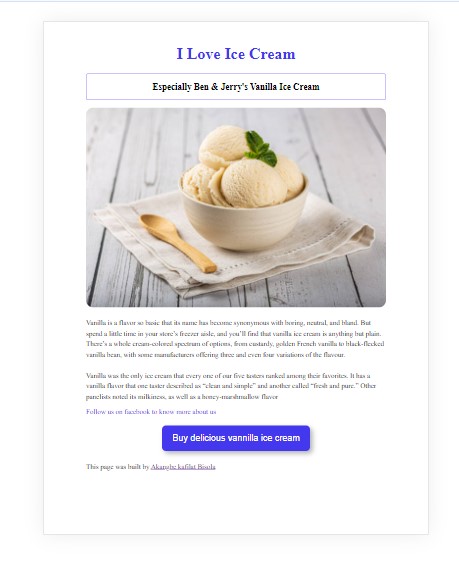 I Love Ice Cream
Especially Ben & Jerry's Vanilla Ice Cream
Vanilla is a flavor so basic that its name has become synonymous with boring, neutral, and bland. But
spend a little time in your store's freezer aisle, and you'll find that vanilla ice cream is anything but plain.
There's a whole cream-colored spectrum of options, from custardy, golden French vanilla to black-flecked
vanilla bean, with some manufacturers offering three and even four variations of the flavour.
Vanilla was the only ice cream that every one of our five tasters ranked among their favorites. It has a
vanilla flavor that one taster described as “clean and simple” and another called “fresh and pure.” Other
panelists noted its milkiness, as well as a honey-marshmallow flavor
Follow us on facebook to know more about us
Buy delicious vannilla ice cream
This page was built by Akangbe kafilat Bisola